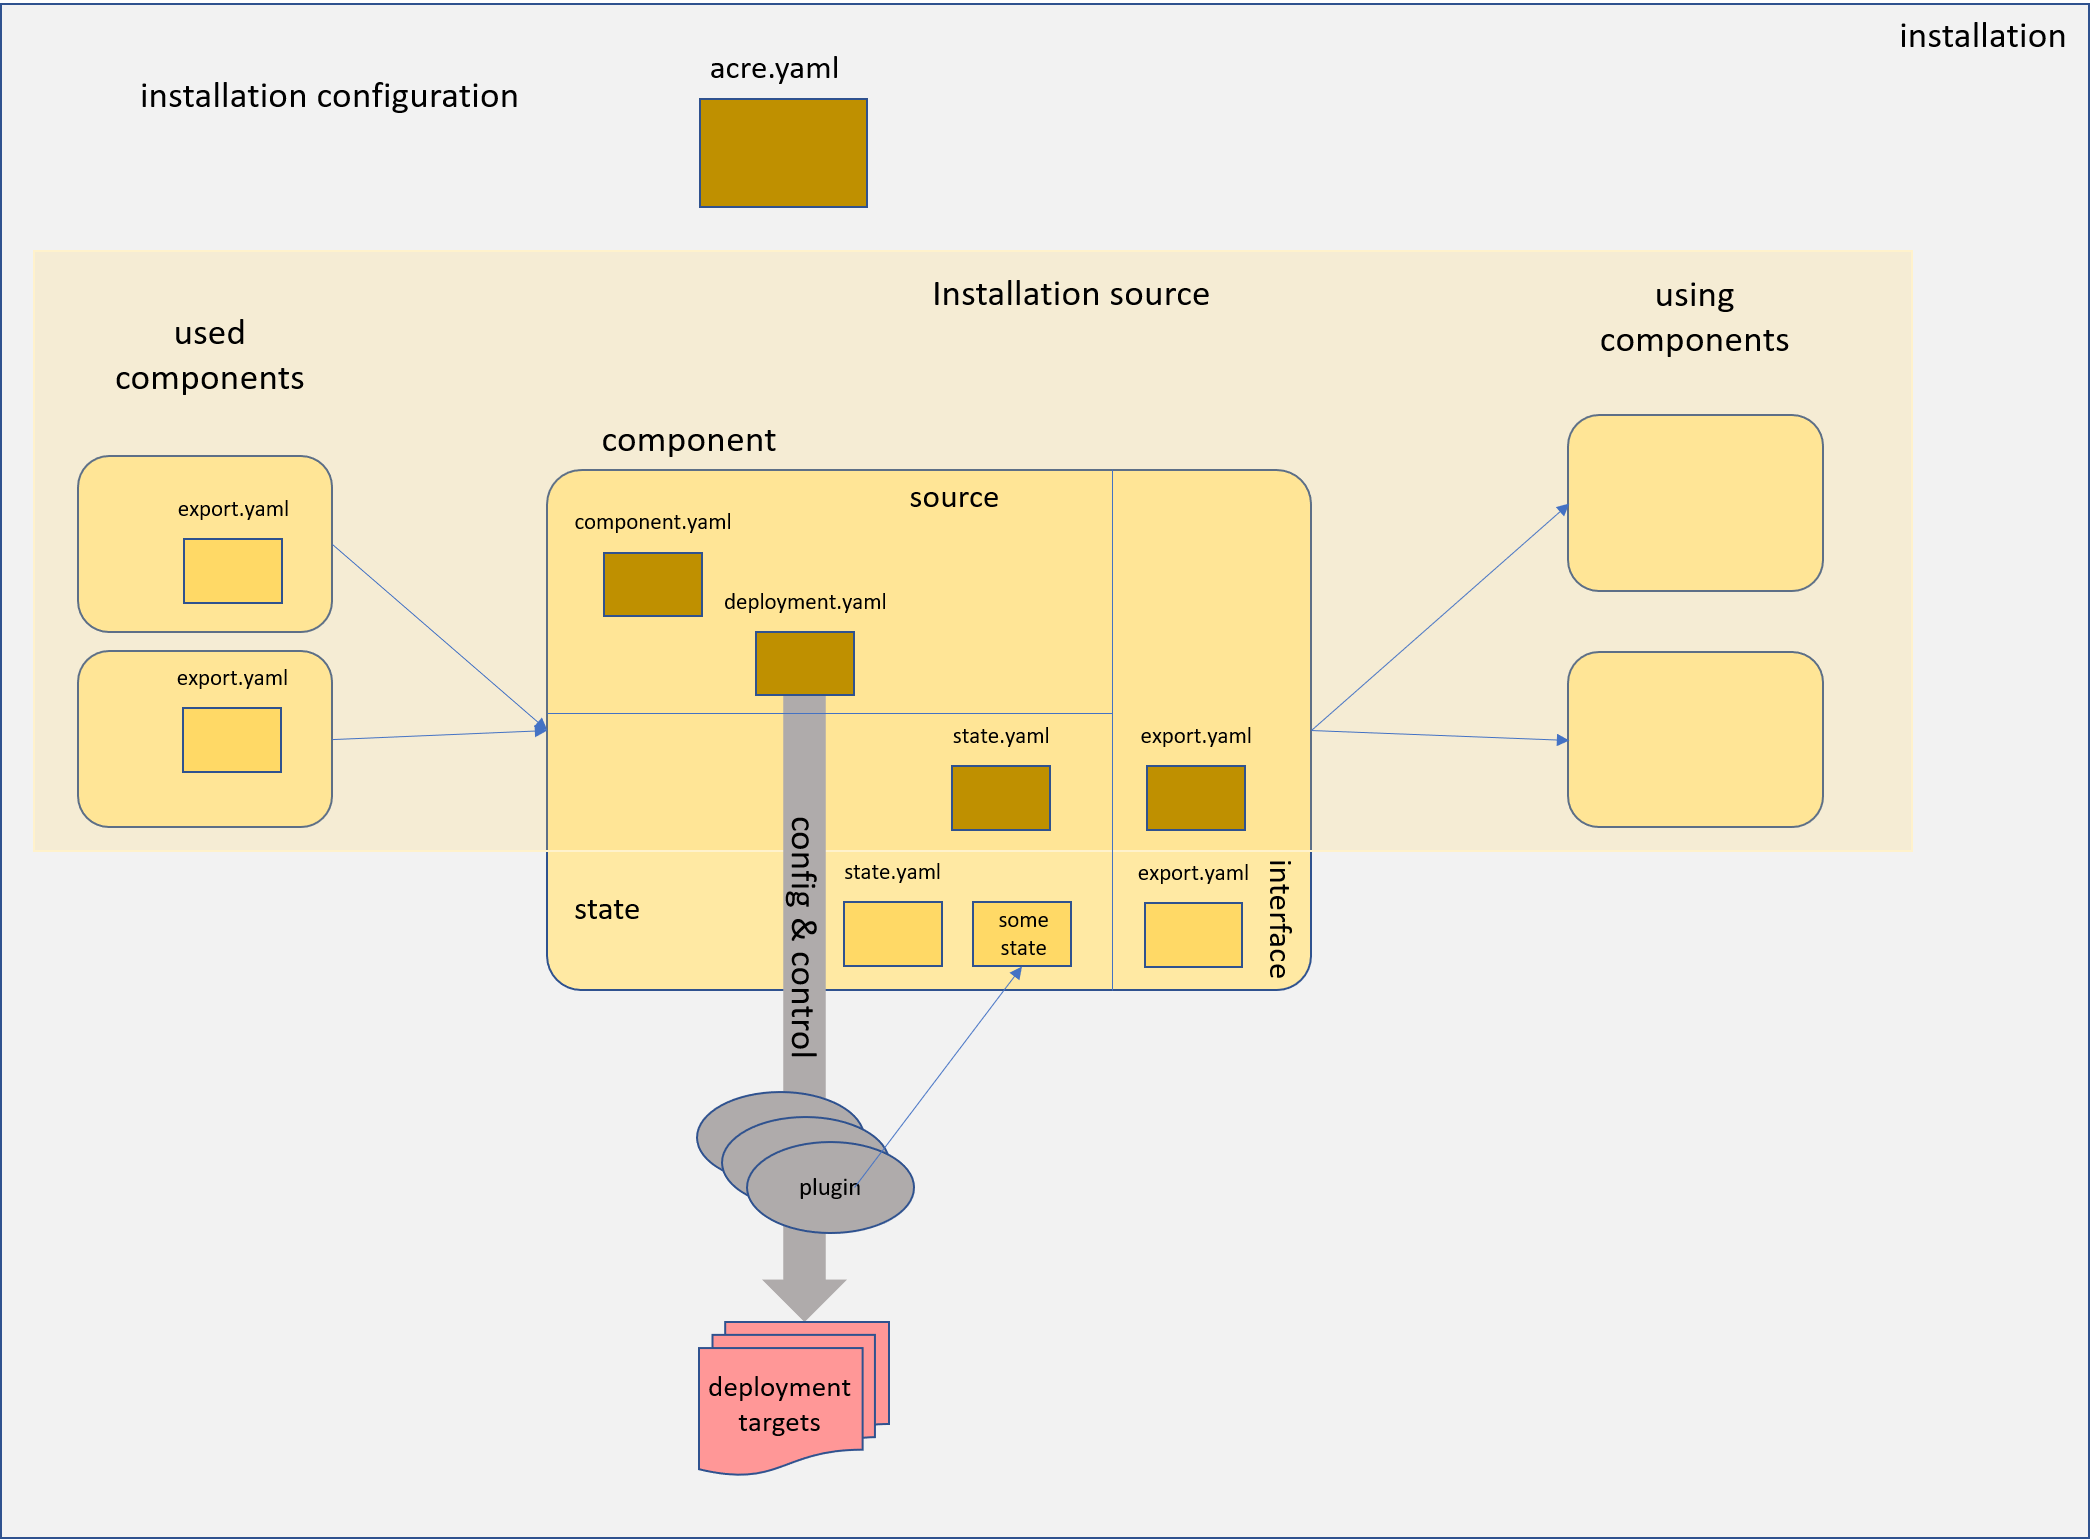 installation
acre.yaml
installation configuration
Installation source
using
components
used
components
component
source
export.yaml
component.yaml
deployment.yaml
export.yaml
state.yaml
export.yaml
config & control
state.yaml
export.yaml
interface
state
some
state
plugin
deployment
targets